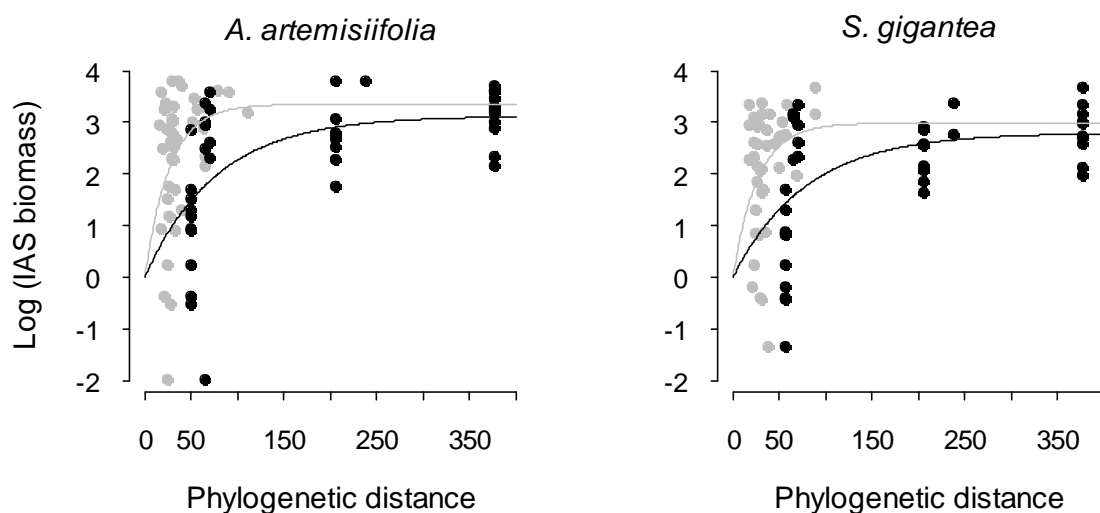 A. artemisiifolia
S. gigantea
Log (IAS biomass)
4
3
2
1
0
-1
-2
0 50 150 250 350
Phylogenetic distance
4
3
2
1
0
-1
-2
0 50 150 250 350
Phylogenetic distance